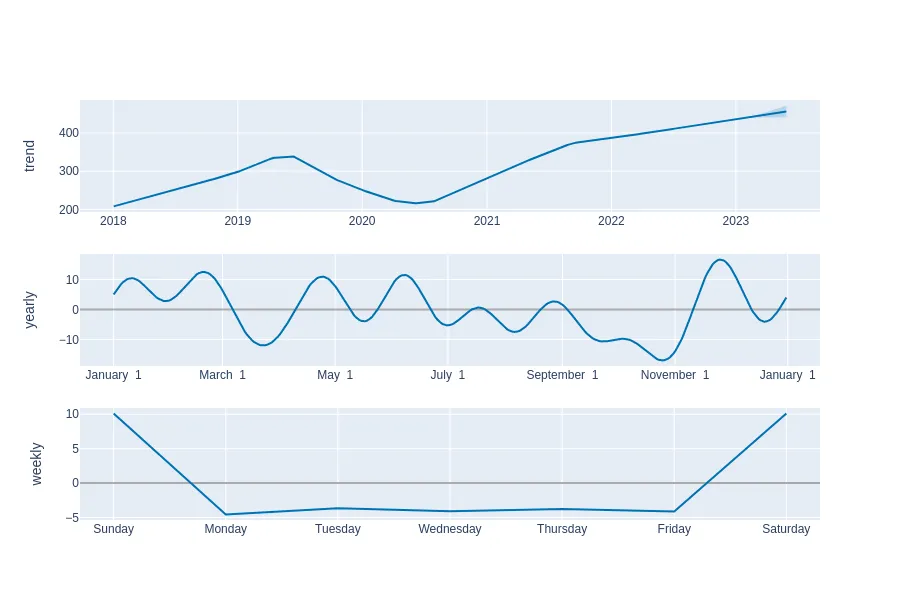 trend
400
300
200
2018 2019 2020 2021 2022 2023
yearly
10
0
−10
January 1 March 1 May 1 July 1 September 1 November 1 January 1
weekly
10
5
0
−5
Sunday Monday Tuesday Wednesday Thursday Friday Saturday